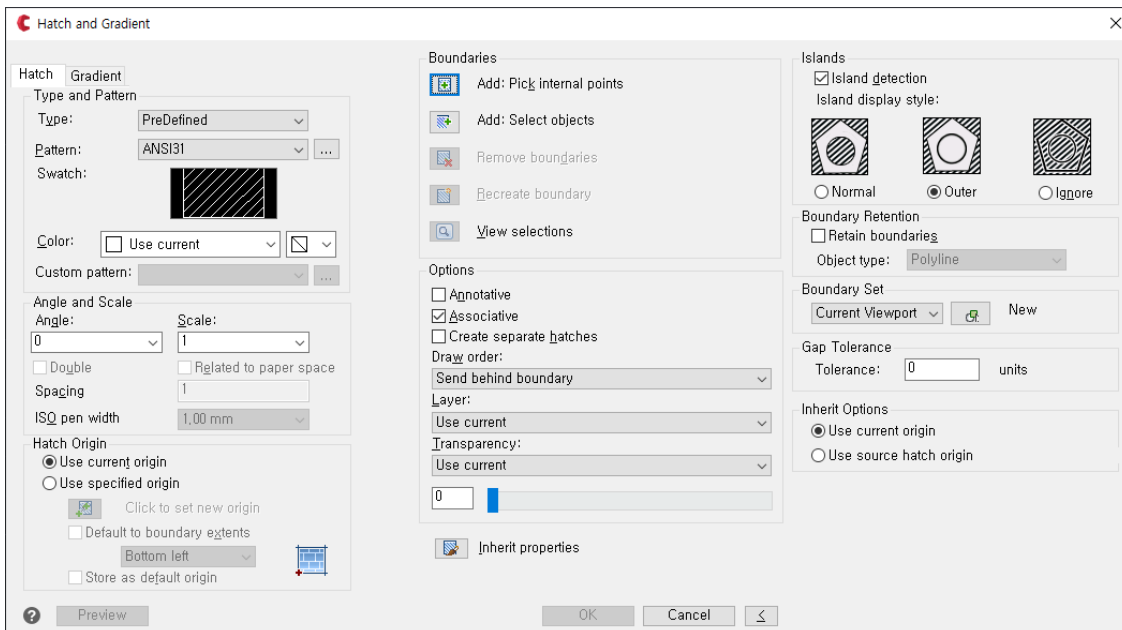 Hatch and Gradient
Hatch
Gradient
Type and Pattern
Type:
PreDefined
Pattern:
ANSI31
...
Swatch:
Color:
Use current
Custom pattern:
...
Angle and Scale
Angle:
Scale:
0
1
Double
Related to paper space
Spacing
1
ISO pen width
1,00 mm
Hatch Origin
Use current origin
Use specified origin
Click to set new origin
Default to boundary extents
Bottom left
Store as default origin
Preview
Boundaries
Add: Pick internal points
Add: Select objects
Remove boundaries
Recreate boundary
View selections
Options
Annotative
Associative
Create separate hatches
Draw order:
Send behind boundary
Layer:
Use current
Transparency:
Use current
0
Inherit properties
OK
Cancel
<
Islands
Island detection
Island display style:
Normal
Outer
Ignore
Boundary Retention
Retain boundaries
Object type:
Polyline
Boundary Set
Current Viewport
New
Gap Tolerance
Tolerance:
0
units
Inherit Options
Use current origin
Use source hatch origin